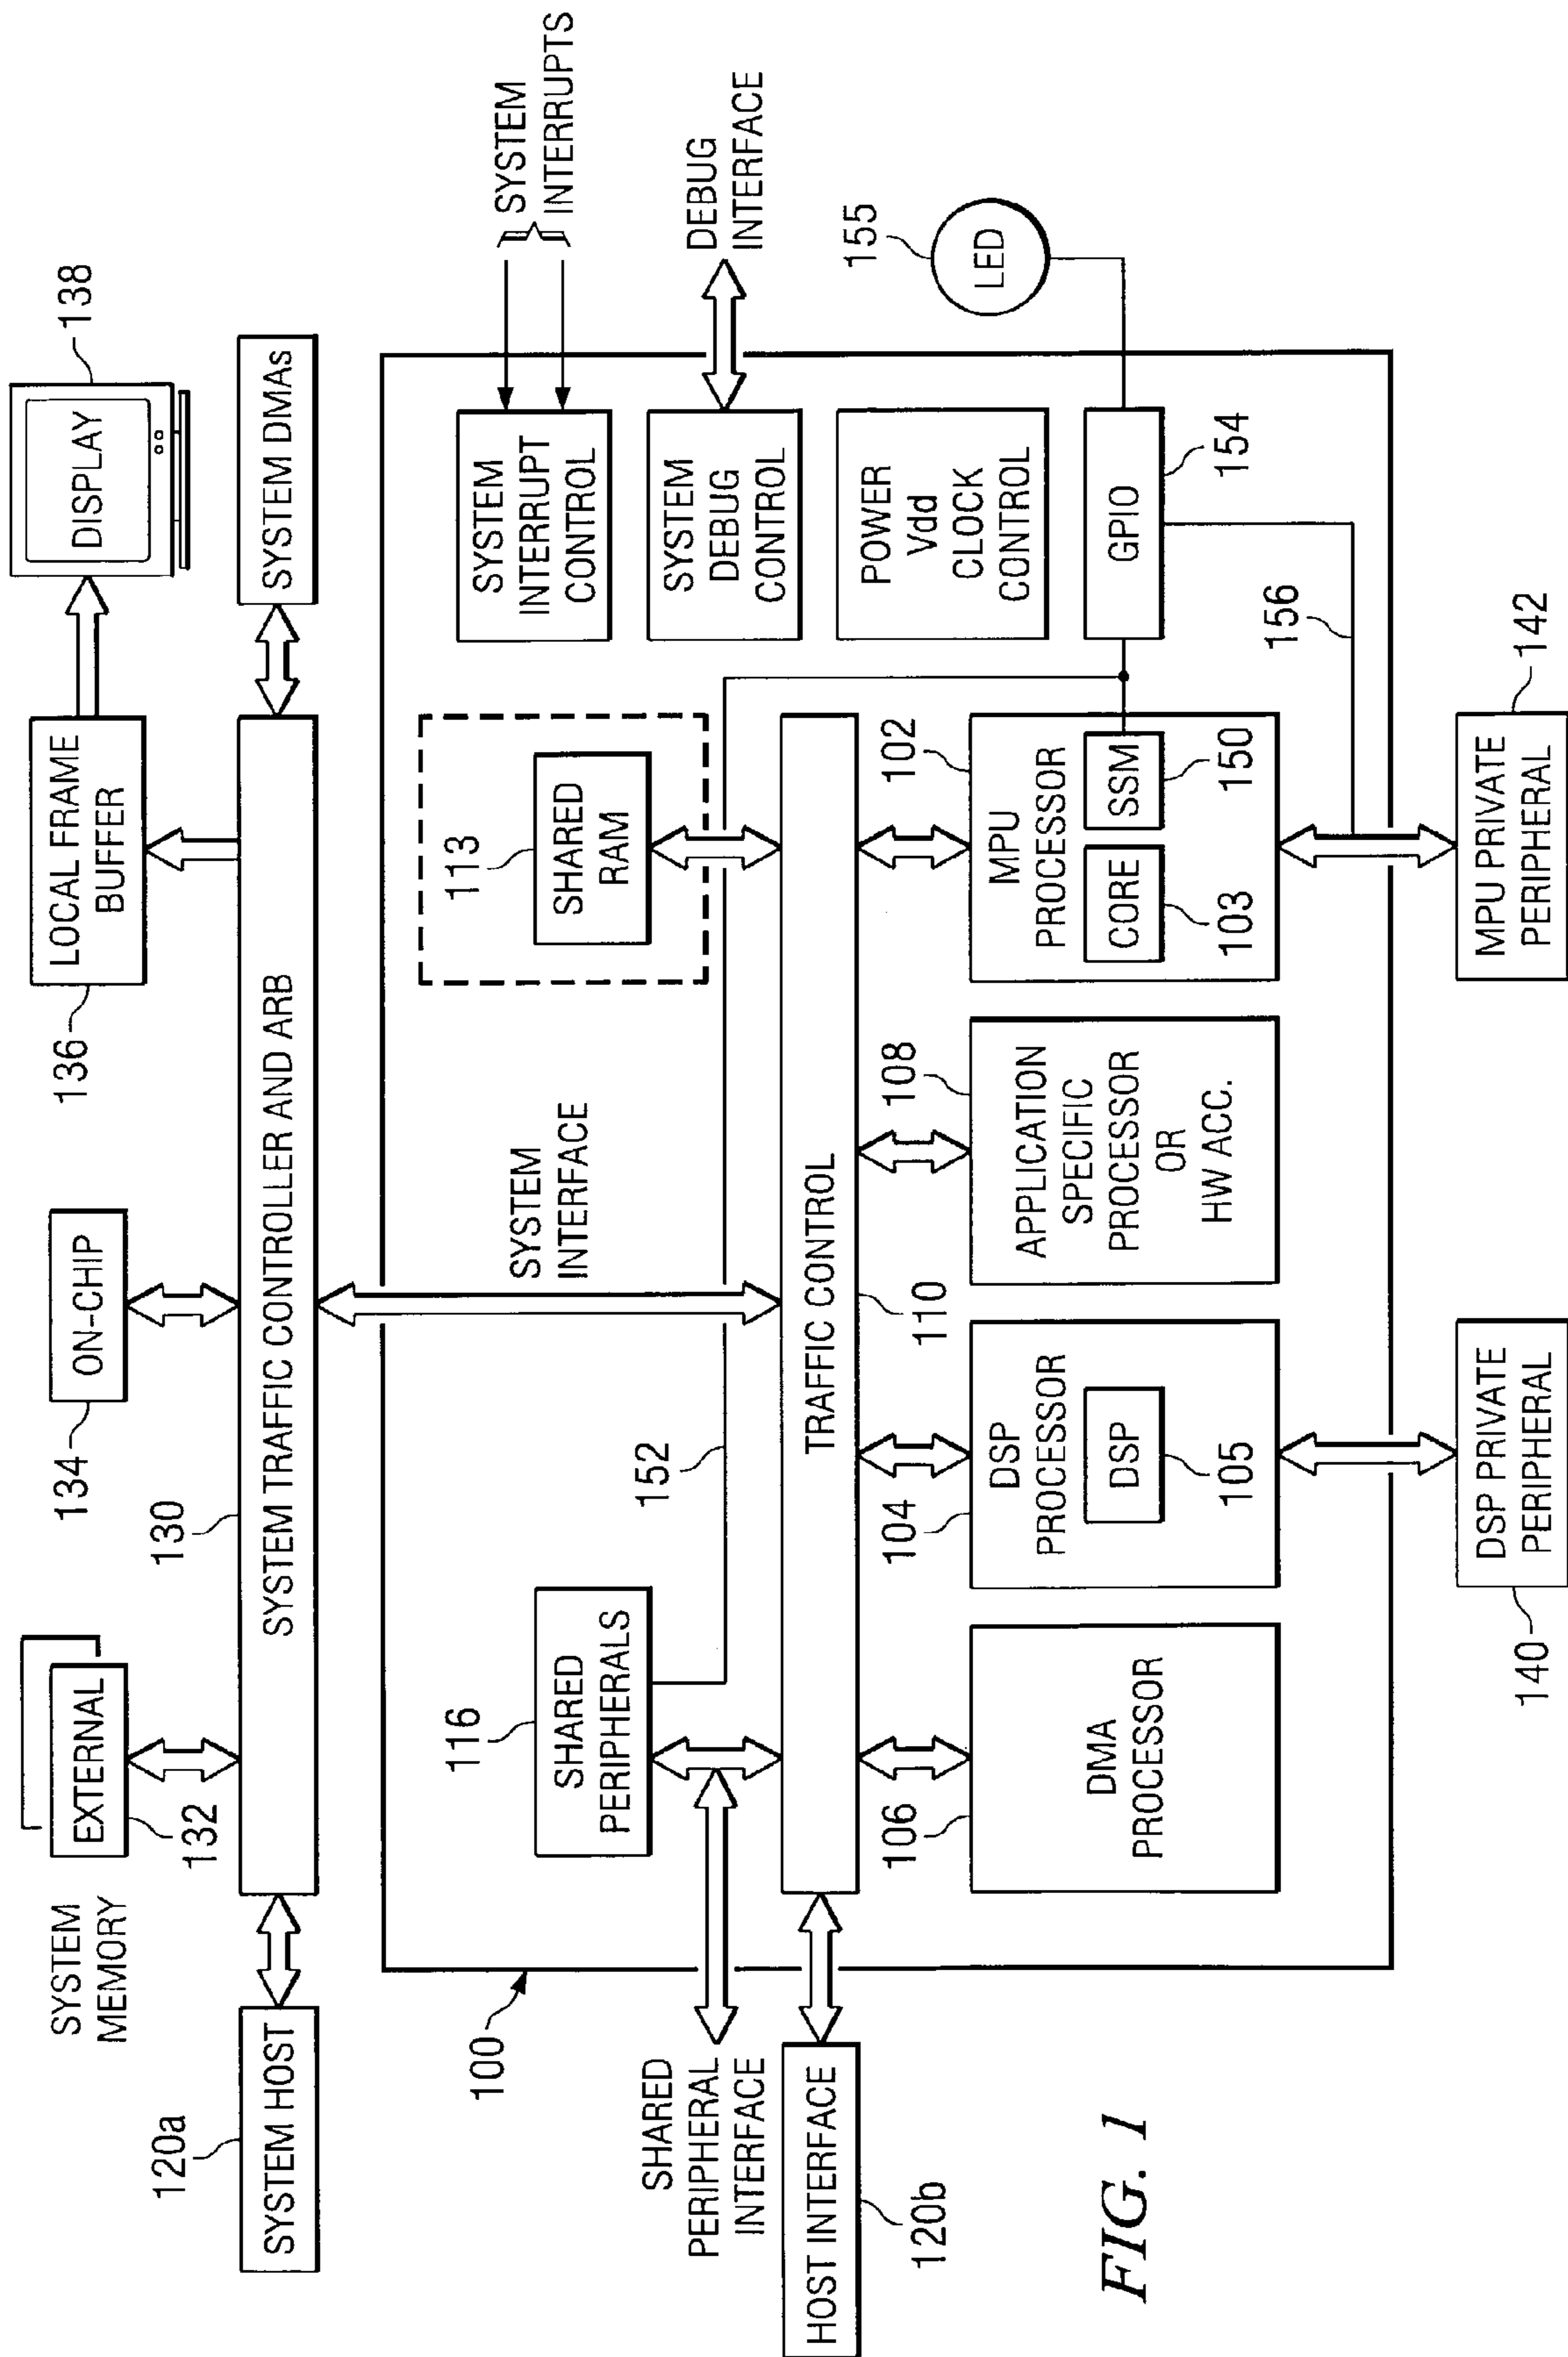 138
DISPLAY
LOCAL FRAME
BUFFER
136
ON-CHIP
134
EXTERNAL
132
SYSTEM
MEMORY
SYSTEM HOST
120a
130
SYSTEM TRAFFIC CONTROLLER AND ARB
SYSTEM DMAs
SYSTEM
INTERRUPTS
DEBUG
INTERFACE
155
LED
100
SHARED
PERIPHERAL
INTERFACE
HOST INTERFACE
120b
116
SHARED
PERIPHERALS
152
SYSTEM
INTERFACE
113
SHARED
RAM
SYSTEM
INTERRUPT
CONTROL
SYSTEM
DEBUG
CONTROL
POWER
Vdd
CLOCK
CONTROL
GPIO
154
156
TRAFFIC CONTROL
110
106
DMA
PROCESSOR
104
DSP
PROCESSOR
DSP
105
108
APPLICATION
SPECIFIC
PROCESSOR
OR
HW ACC.
102
MPU
PROCESSOR
CORE
SSM
103
150
DSP PRIVATE
PERIPHERAL
140
MPU PRIVATE
PERIPHERAL
142
FIG. 1